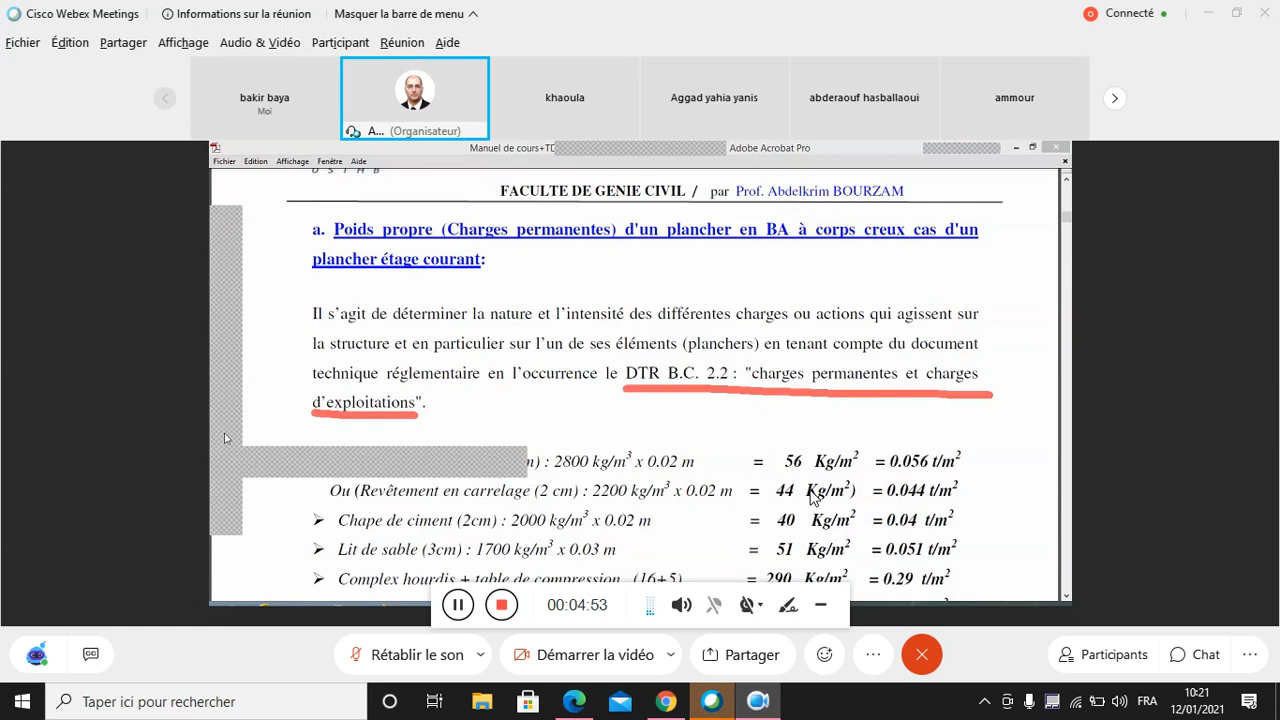 Cisco Webex Meetings Informations sur la réunion Masquer la barre de menu Connecté
Fichier Édition Partager Affichage Audio & Vidéo Participant Réunion Aide
bakir baya
Moi
A... (Organisateur)
khaoula
Aggad yahia yanis
abderaouf hasballaoui
ammour
Manuel de cours+TD Adobe Acrobat Pro
Fichier Edition Affichage Fenêtre Aide
U S T H B
FACULTE DE GENIE CIVIL / par Prof. Abdelkrim BOURZAM
a. Poids propre (Charges permanentes) d'un plancher en BA à corps creux cas d'un
plancher étage courant:
Il s'agit de déterminer la nature et l'intensité des différentes charges ou actions qui agissent sur
la structure et en particulier sur l'un de ses éléments (planchers) en tenant compte du document
technique réglementaire en l'occurrence le DTR B.C. 2.2 : "charges permanentes et charges
d'exploitations".
m) : 2800 kg/m³ x 0.02 m = 56 Kg/m² = 0.056 t/m²
Ou (Revêtement en carrelage (2 cm) : 2200 kg/m³ x 0.02 m = 44 Kg/m²) = 0.044 t/m²
➢ Chape de ciment (2cm) : 2000 kg/m³ x 0.02 m = 40 Kg/m² = 0.04 t/m²
➢ Lit de sable (3cm) : 1700 kg/m³ x 0.03 m = 51 Kg/m² = 0.051 t/m²
➢ Complex hourdis + table de compression (16+5) = 290 Kg/m² = 0.29 t/m²
00:04:53
Rétablir le son Démarrer la vidéo Partager Participants Chat
Taper ici pour rechercher
FRA
10:21
12/01/2021